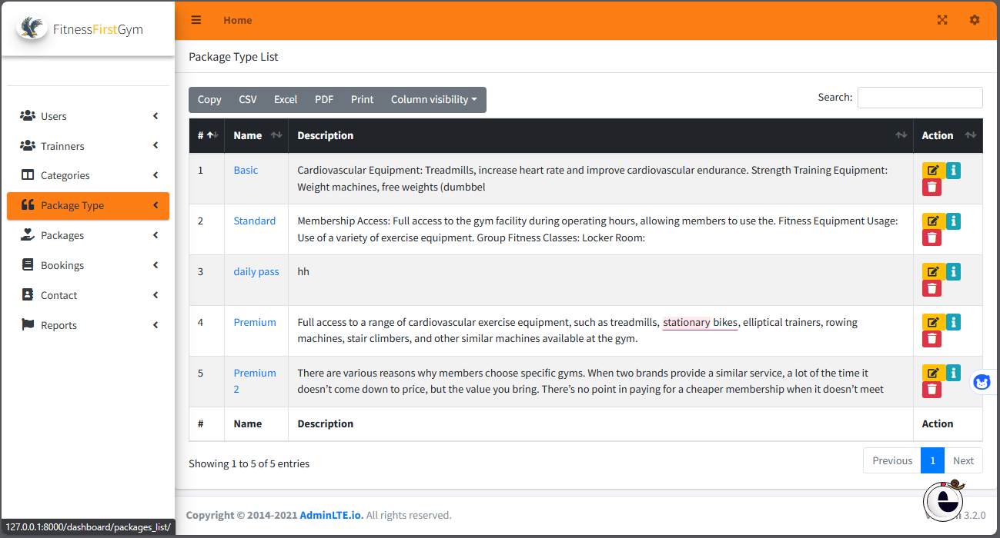 FitnessFirstGym
Home
Package Type List
Copy CSV Excel PDF Print Column visibility
Search:
Users
Trainners
Categories
Package Type
Packages
Bookings
Contact
Reports
# Name Description Action
1 Basic Cardiovascular Equipment: Treadmills, increase heart rate and improve cardiovascular endurance. Strength Training Equipment:
Weight machines, free weights (dumbbel
2 Standard Membership Access: Full access to the gym facility during operating hours, allowing members to use the. Fitness Equipment Usage:
Use of a variety of exercise equipment. Group Fitness Classes: Locker Room:
3 daily pass hh
4 Premium Full access to a range of cardiovascular exercise equipment, such as treadmills, stationary bikes, elliptical trainers, rowing
machines, stair climbers, and other similar machines available at the gym.
5 Premium There are various reasons why members choose specific gyms. When two brands provide a similar service, a lot of the time it
2 doesn’t come down to price, but the value you bring. There’s no point in paying for a cheaper membership when it doesn’t meet
# Name Description Action
Showing 1 to 5 of 5 entries
Previous 1 Next
Copyright © 2014-2021 AdminLTE.io. All rights reserved.
3.2.0
127.0.0.1:8000/dashboard/packages_list/